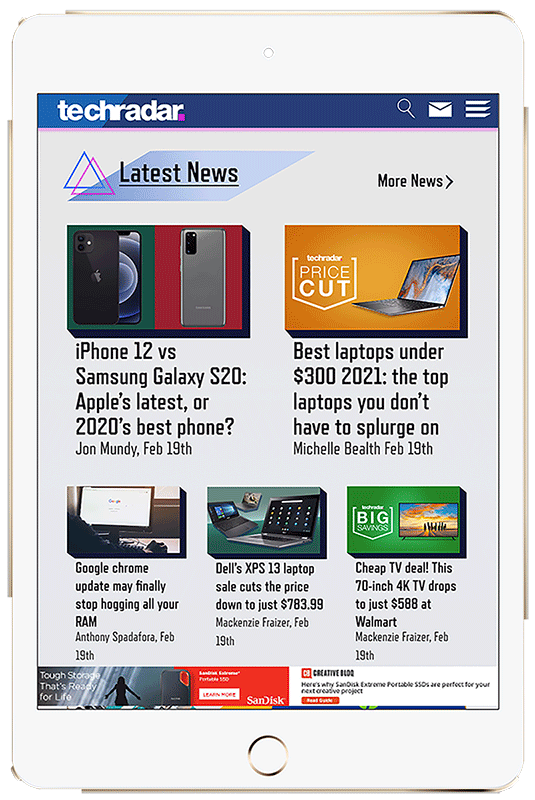 techradar
Latest News
More News
techradar
PRICE
CUT
iPhone 12 vs
Samsung Galaxy S20:
Apple's latest, or
2020's best phone?
Jon Mundy, Feb 19th
Best laptops under
$300 2021: the top
laptops you don't
have to splurge on
Michelle Bealth Feb 19th
Google
techradar
BIG
SAVINGS
Google chrome
update may finally
stop hogging all your
RAM
Anthony Spadafora, Feb
19th
Dell's XPS 13 laptop
sale cuts the price
down to just $783.99
Mackenzie Fraizer, Feb
19th
Cheap TV deal! This
70-inch 4K TV drops
to just $588 at
Walmart
Mackenzie Fraizer, Feb
19th
Tough Storage
That's Ready
for Life
SanDisk Extreme®
Portable SSD
LEARN MORE
SanDisk
CB CREATIVE BLOQ
Here's why SanDisk Extreme Portable SSDs are perfect for your
next creative project
Read Guide